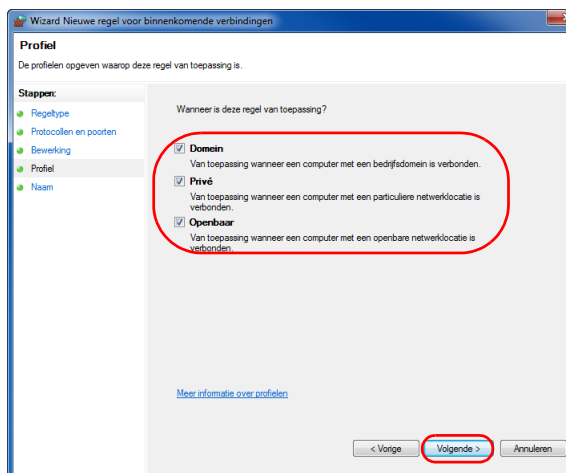 Wizard Nieuwe regel voor binnenkomende verbindingen
Profiel
De profielen opgeven waarop deze regel van toepassing is.
Stappen:
Regeltype
Protocollen en poorten
Bewerking
Profiel
Naam
Wanneer is deze regel van toepassing?
Domein
Van toepassing wanneer een computer met een bedrijfsdomein is verbonden.
Privé
Van toepassing wanneer een computer met een particuliere netwerklocatie is
verbonden.
Openbaar
Van toepassing wanneer een computer met een openbare netwerklocatie is
verbonden.
Meer informatie over profielen
< Vorige
Volgende >
Annuleren